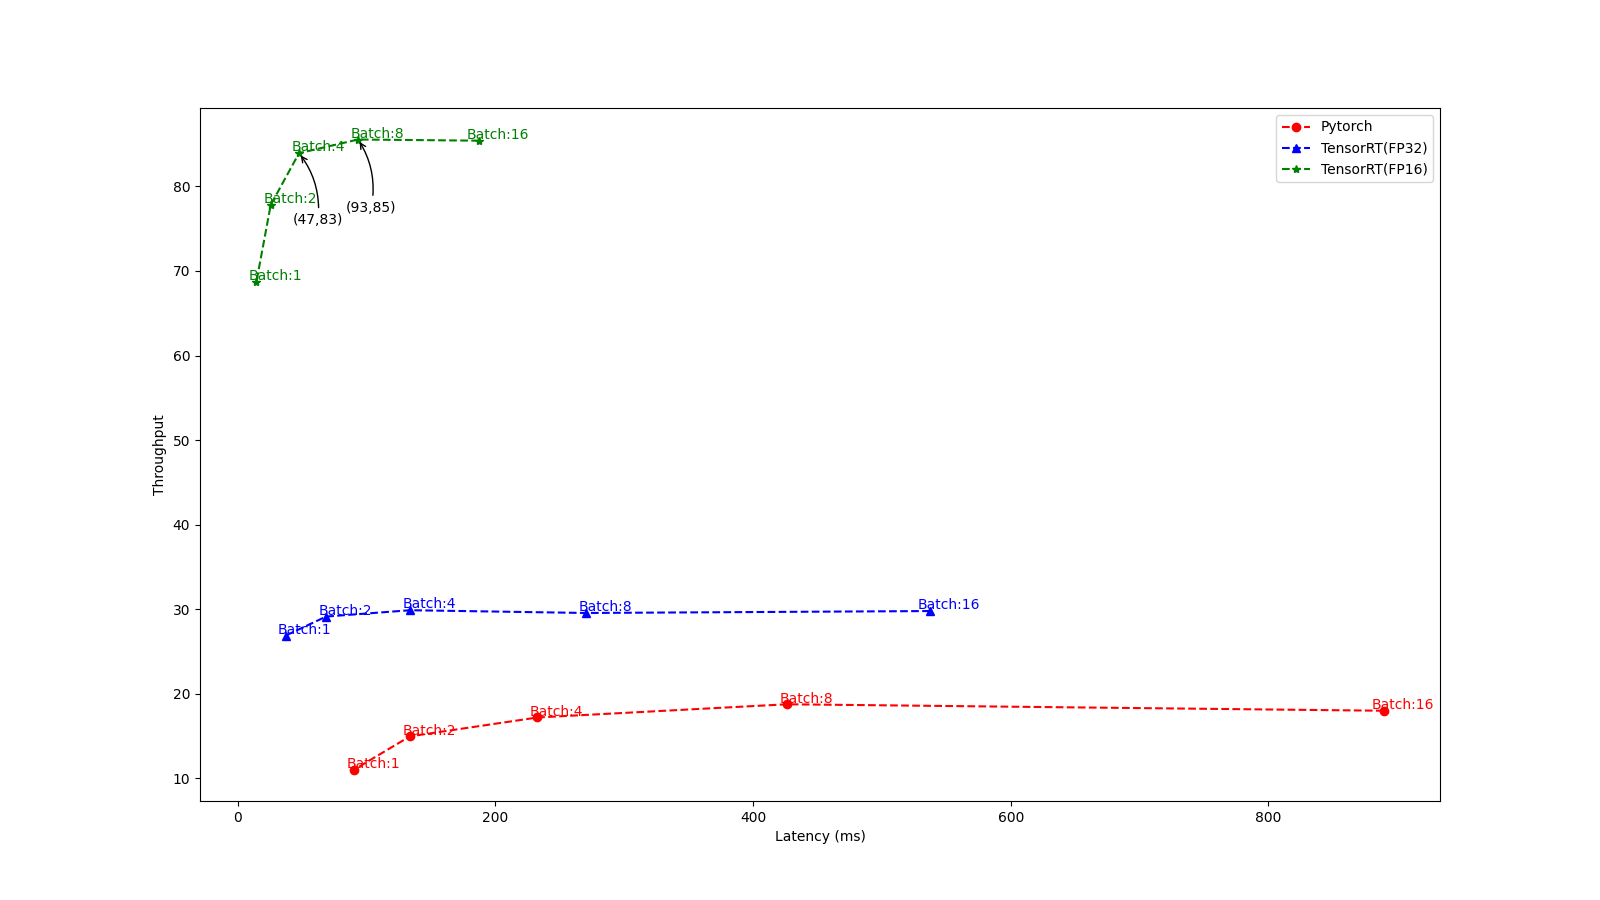 Pytorch
TensorRT(FP32)
TensorRT(FP16)
Batch:8
Batch:16
Batch:4
Batch:2
(93,85)
(47,83)
Batch:1
80
70
60
50
40
30
20
10
Throughput
Batch:1
Batch:2
Batch:4
Batch:8
Batch:16
Batch:1
Batch:2
Batch:4
Batch:8
Batch:16
0
200
400
600
800
Latency (ms)